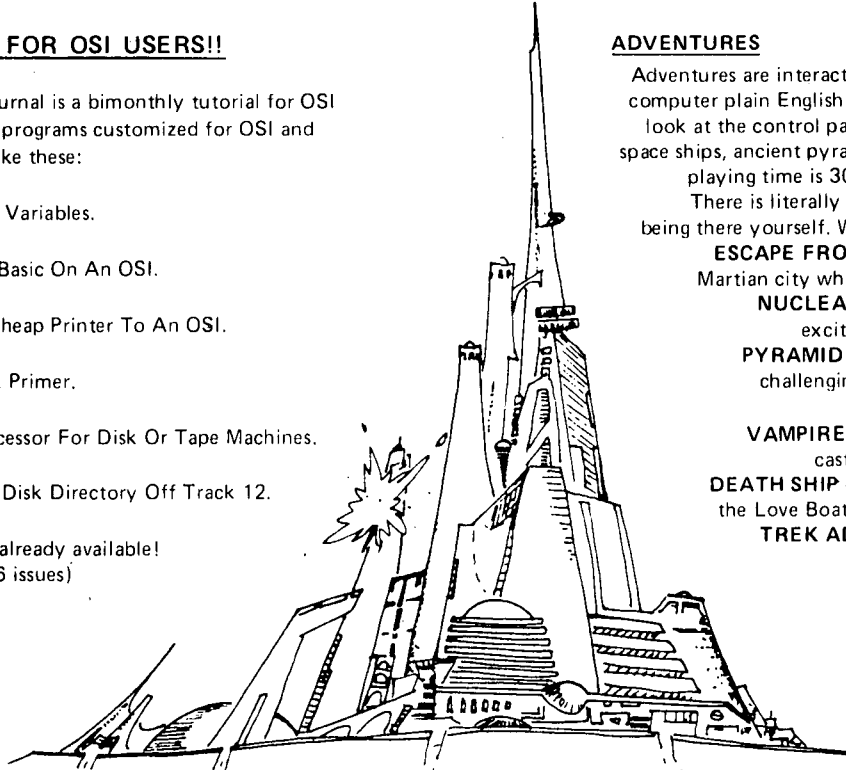 FOR OSI USERS!!
urnal is a bimonthly tutorial for OSI
programs customized for OSI and
ke these:
Variables.
Basic On An OSI.
heap Printer To An OSI.
Primer.
cessor For Disk Or Tape Machines.
Disk Directory Off Track 12.
already available!
6 issues)
ADVENTURES
Adventures are interact
computer plain English
look at the control pa
space ships, ancient pyra
playing time is 30
There is literally
being there yourself. W
ESCAPE FRO
Martian city wh
NUCLEA
excit
PYRAMID
challengin
VAMPIRE
cast
DEATH SHIP
the Love Boat
TREK AD